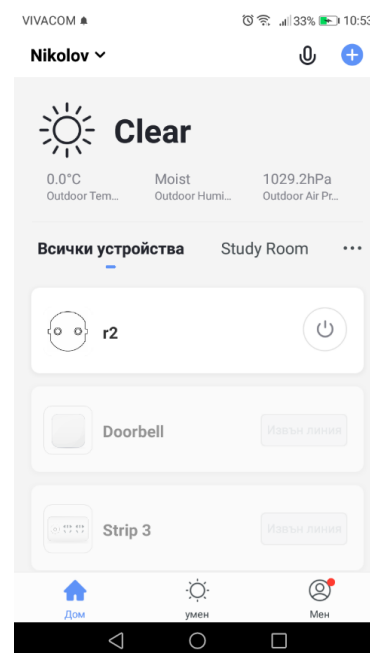 VIVACOM 33% 10:53
Nikolov
Clear
0.0°C Moist 1029.2hPa
Outdoor Tem... Outdoor Humi... Outdoor Air Pr...
Всички устройства Study Room ...
r2
Doorbell Извън линия
Strip 3 Извън линия
Дом умен Мен